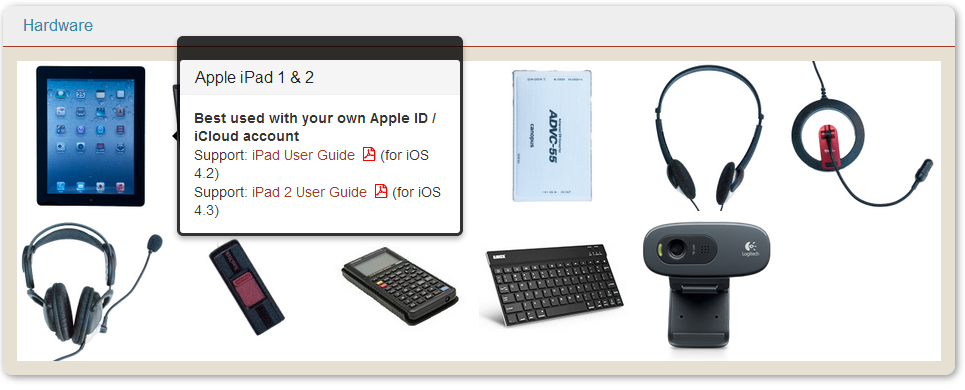 Hardware
Apple iPad 1 & 2
Best used with your own Apple ID /
iCloud account
Support: iPad User Guide (for iOS
4.2)
Support: iPad 2 User Guide (for iOS
4.3)
canopus
ADVC-55
Logitech